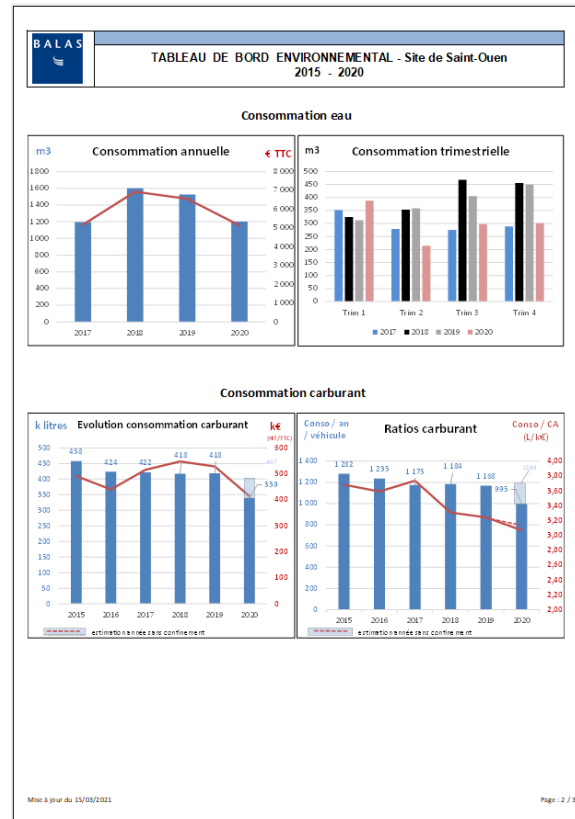 BALAS
TABLEAU DE BORD ENVIRONNEMENTAL - Site de Saint-Ouen
2015 - 2020
Consommation eau
m3
Consommation annuelle
€ TTC
1 800
1 600
1 400
1 200
1 000
800
600
400
200
0
8 000
7 000
6 000
5 000
4 000
3 000
2 000
1 000
0
2017 2018 2019 2020
m3
Consommation trimestrielle
500
450
400
350
300
250
200
150
100
50
0
Trim 1 Trim 2 Trim 3 Trim 4
2017 2018 2019 2020
Consommation carburant
k litres
Evolution consommation carburant
k€
(HT/TTC)
500
450
400
350
300
250
200
150
100
50
0
458 424 422 418 418 339
600
500
400
300
200
100
0
2015 2016 2017 2018 2019 2020
estimation année sans confinement
Conso / an
/ véhicule
Ratios carburant
Conso / CA
(L/k€)
1 400
1 200
1 000
800
600
400
200
0
1 282 1 235 1 175 1 184 1 168 995
4,00
3,80
3,60
3,40
3,20
3,00
2,80
2,60
2,40
2,20
2,00
2015 2016 2017 2018 2019 2020
estimation année sans confinement
Mise à jour du 15/03/2021
Page : 2 / 3